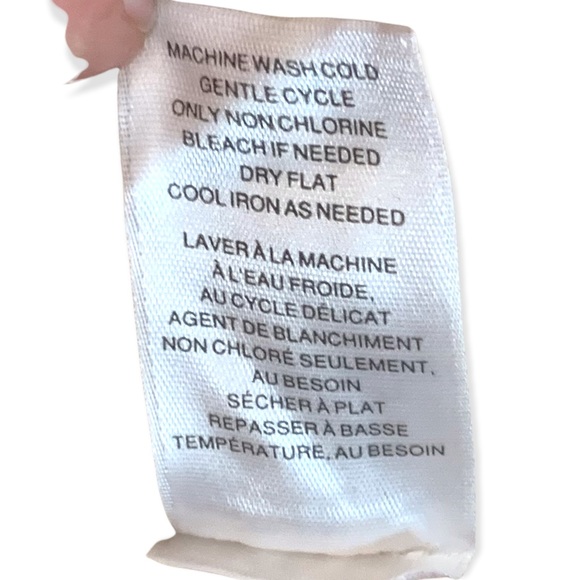 MACHINE WASH COLD
GENTLE CYCLE
ONLY NON CHLORINE
BLEACH IF NEEDED
DRY FLAT
COOL IRON AS NEEDED
LAVER À LA MACHINE
À L'EAU FROIDE,
AU CYCLE DÉLICAT
AGENT DE BLANCHIMENT
NON CHLORÉ SEULEMENT,
AU BESOIN
SÉCHER À PLAT
REPASSER À BASSE
TEMPÉRATURE, AU BESOIN